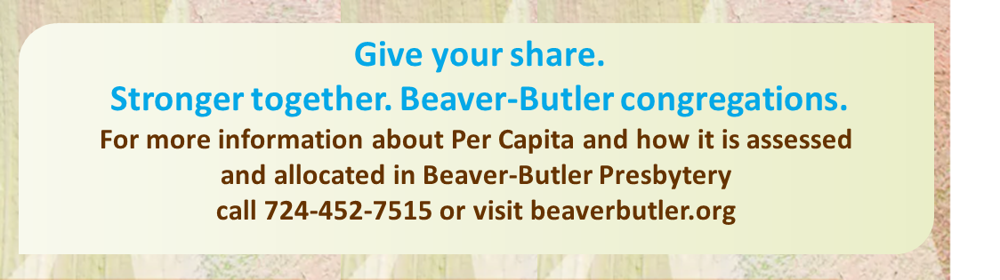 Give your share.
Stronger together. Beaver-Butler congregations.
For more information about Per Capita and how it is assessed
and allocated in Beaver-Butler Presbytery
call 724-452-7515 or visit beaverbutler.org